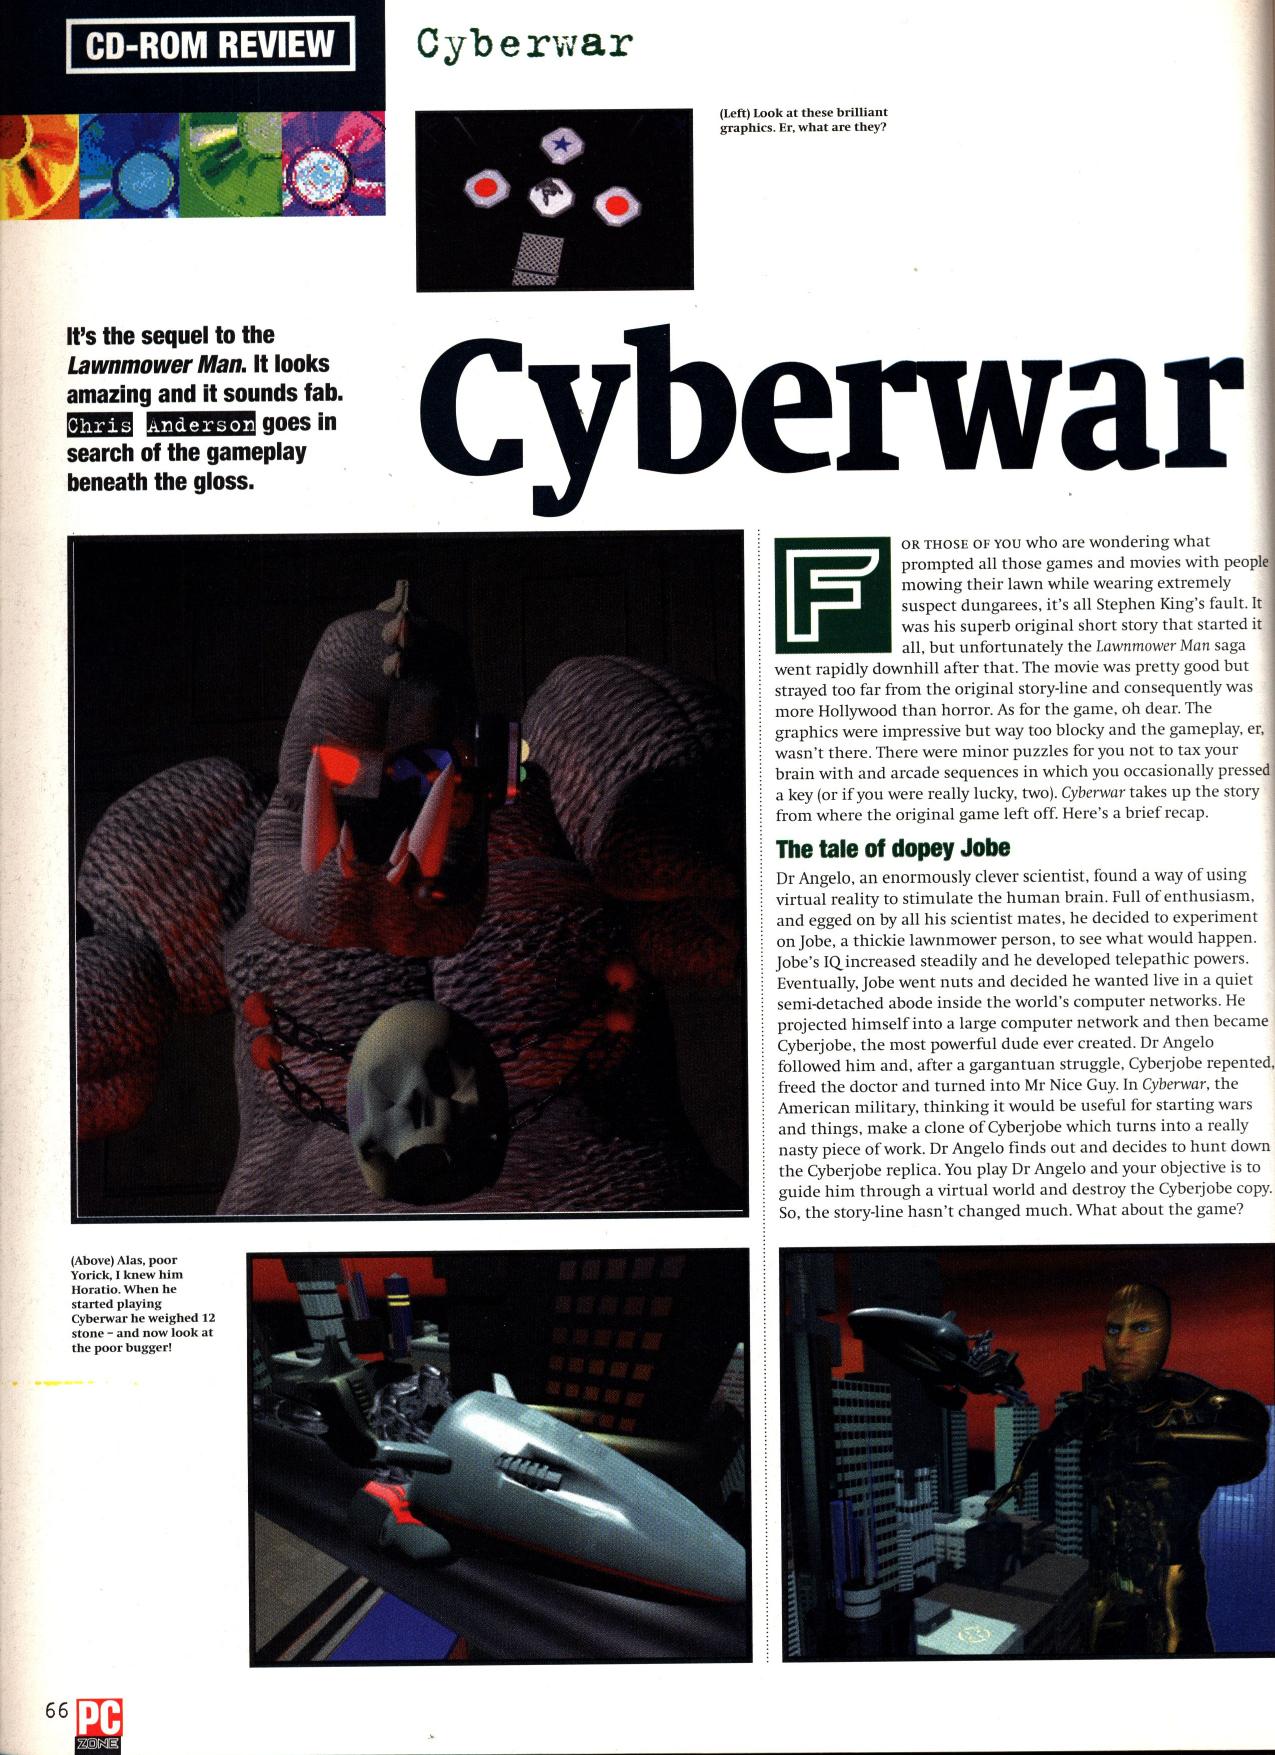 CD-ROM REVIEW
Cyberwar
(Left) Look at these brilliant
graphics. Er, what are they?
It's the sequel to the
Lawnmower Man. It looks
amazing and it sounds fab.
Chris Anderson goes in
search of the gameplay
beneath the gloss.
Cyberwar
FOR THOSE OF YOU who are wondering what
prompted all those games and movies with people
mowing their lawn while wearing extremely
suspect dungarees, it's all Stephen King's fault. It
was his superb original short story that started it
all, but unfortunately the Lawnmower Man saga
went rapidly downhill after that. The movie was pretty good but
strayed too far from the original story-line and consequently was
more Hollywood than horror. As for the game, oh dear. The
graphics were impressive but way too blocky and the gameplay, er,
wasn't there. There were minor puzzles for you not to tax your
brain with and arcade sequences in which you occasionally pressed
a key (or if you were really lucky, two). Cyberwar takes up the story
from where the original game left off. Here's a brief recap.
The tale of dopey Jobe
Dr Angelo, an enormously clever scientist, found a way of using
virtual reality to stimulate the human brain. Full of enthusiasm,
and egged on by all his scientist mates, he decided to experiment
on Jobe, a thickie lawnmower person, to see what would happen.
Jobe's IQ increased steadily and he developed telepathic powers.
Eventually, Jobe went nuts and decided he wanted live in a quiet
semi-detached abode inside the world's computer networks. He
projected himself into a large computer network and then became
Cyberjobe, the most powerful dude ever created. Dr Angelo
followed him and, after a gargantuan struggle, Cyberjobe repented,
freed the doctor and turned into Mr Nice Guy. In Cyberwar, the
American military, thinking it would be useful for starting wars
and things, make a clone of Cyberjobe which turns into a really
nasty piece of work. Dr Angelo finds out and decides to hunt down
the Cyberjobe replica. You play Dr Angelo and your objective is to
guide him through a virtual world and destroy the Cyberjobe copy.
So, the story-line hasn't changed much. What about the game?
(Above) Alas, poor
Yorick, I knew him
Horatio. When he
started playing
Cyberwar he weighed 12
stone – and now look at
the poor bugger!
66 PC
ZONE